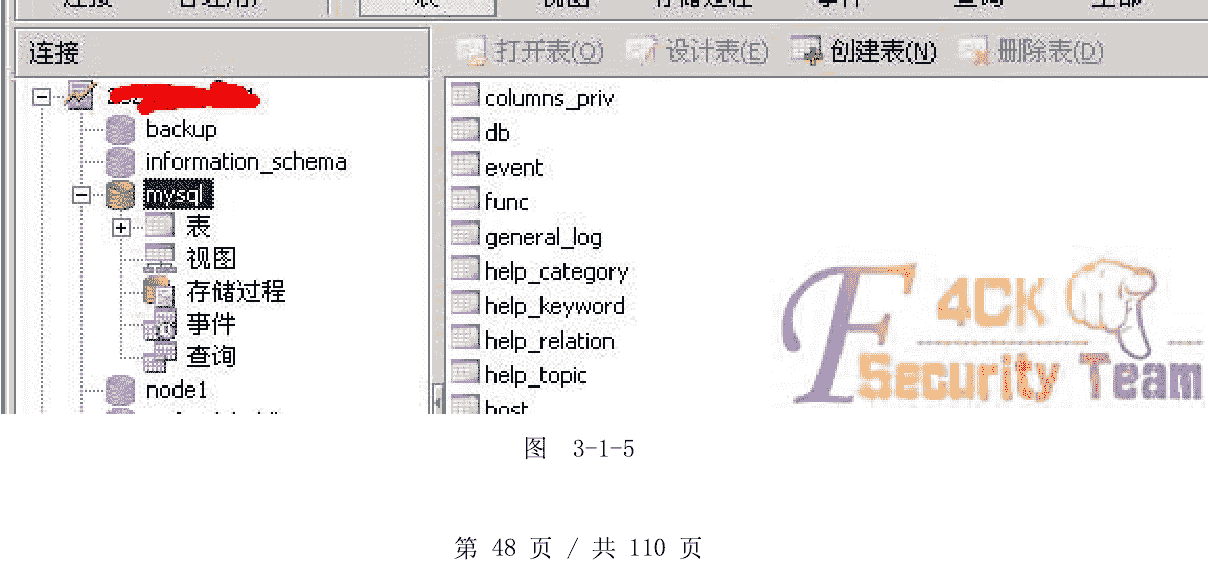 连接
打开表(O) 设计表(E) 创建表(N) 删除表(D)
backup
information_schema
mysql
表
视图
存储过程
事件
查询
node1
columns_priv
db
event
func
general_log
help_category
help_keyword
help_relation
help_topic
host
F4CK
Security Team
图 3-1-5
第 48 页 / 共 110 页